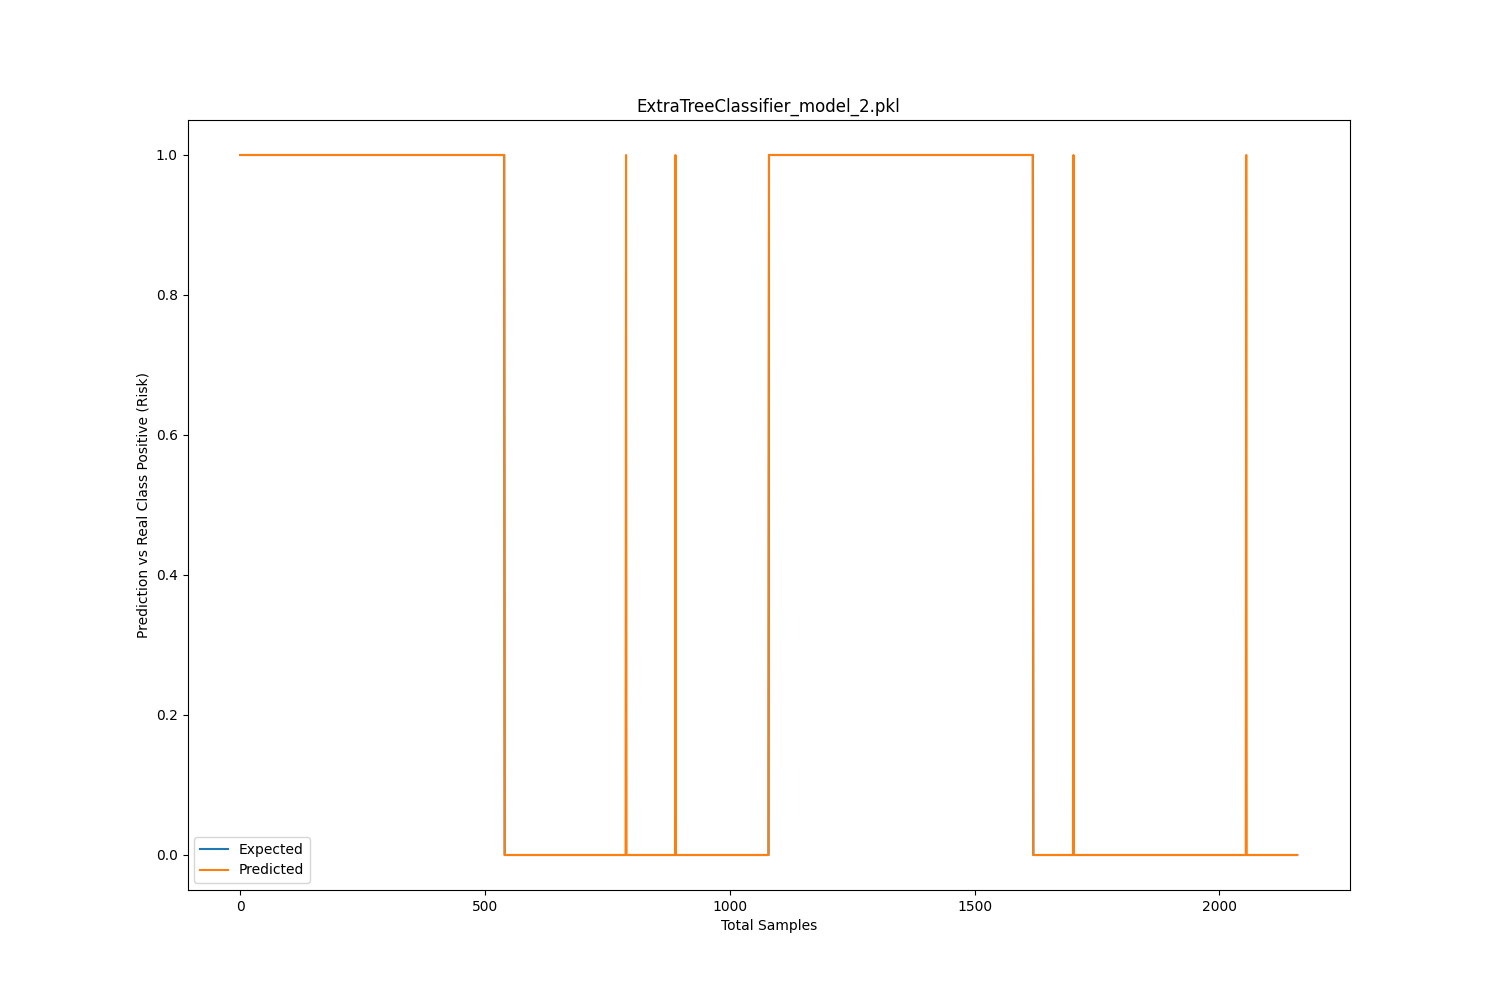 ExtraTreeClassifier_model_2.pkl
1.0
0.8
0.6
0.4
0.2
0.0
Prediction vs Real Class Positive (Risk)
Expected
Predicted
0
500
1000
1500
2000
Total Samples